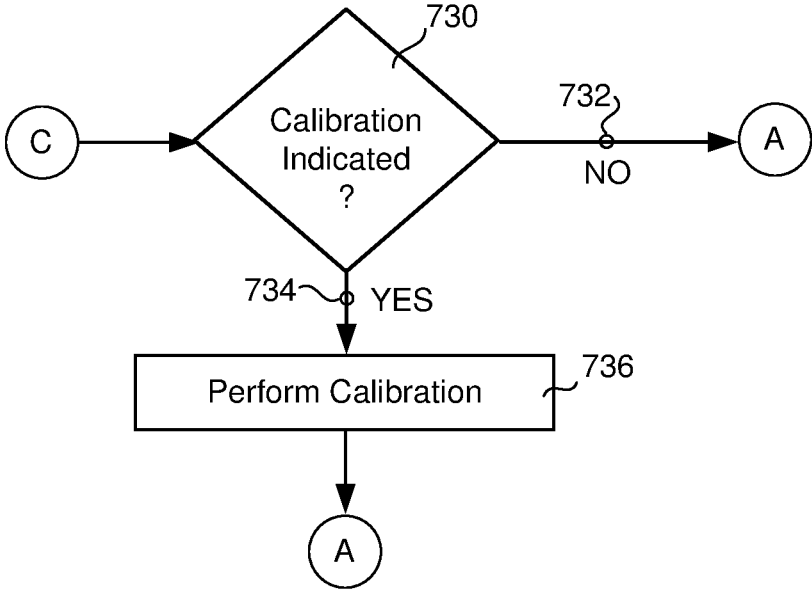 730
732
C
Calibration
Indicated
?
A
NO
734
YES
Perform Calibration
736
A